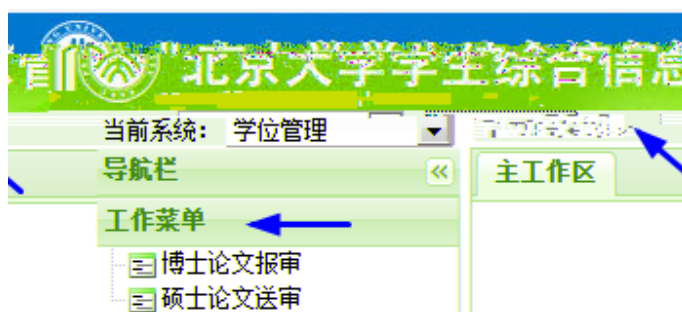 北京大学学生综合信息
当前系统： 学位管理
导航栏
主工作区
工作菜单
博士论文报审
硕士论文送审